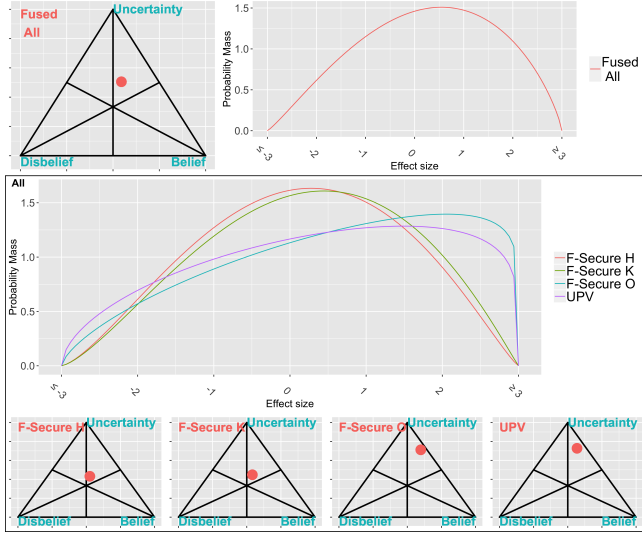 Fused
All
Uncertainty
Disbelief
Belief
Probability Mass
1.5
1.0
0.5
0.0
≤ -3
-2
-1
0
1
2
≥ 3
Effect size
Fused
All
All
Probability Mass
1.5
1.0
0.5
0.0
≤ -3
-2
-1
0
1
2
≥ 3
Effect size
F-Secure H
F-Secure K
F-Secure O
UPV
F-Secure H
Uncertainty
Disbelief
Belief
F-Secure K
Uncertainty
Disbelief
Belief
F-Secure O
Uncertainty
Disbelief
Belief
UPV
Uncertainty
Disbelief
Belief